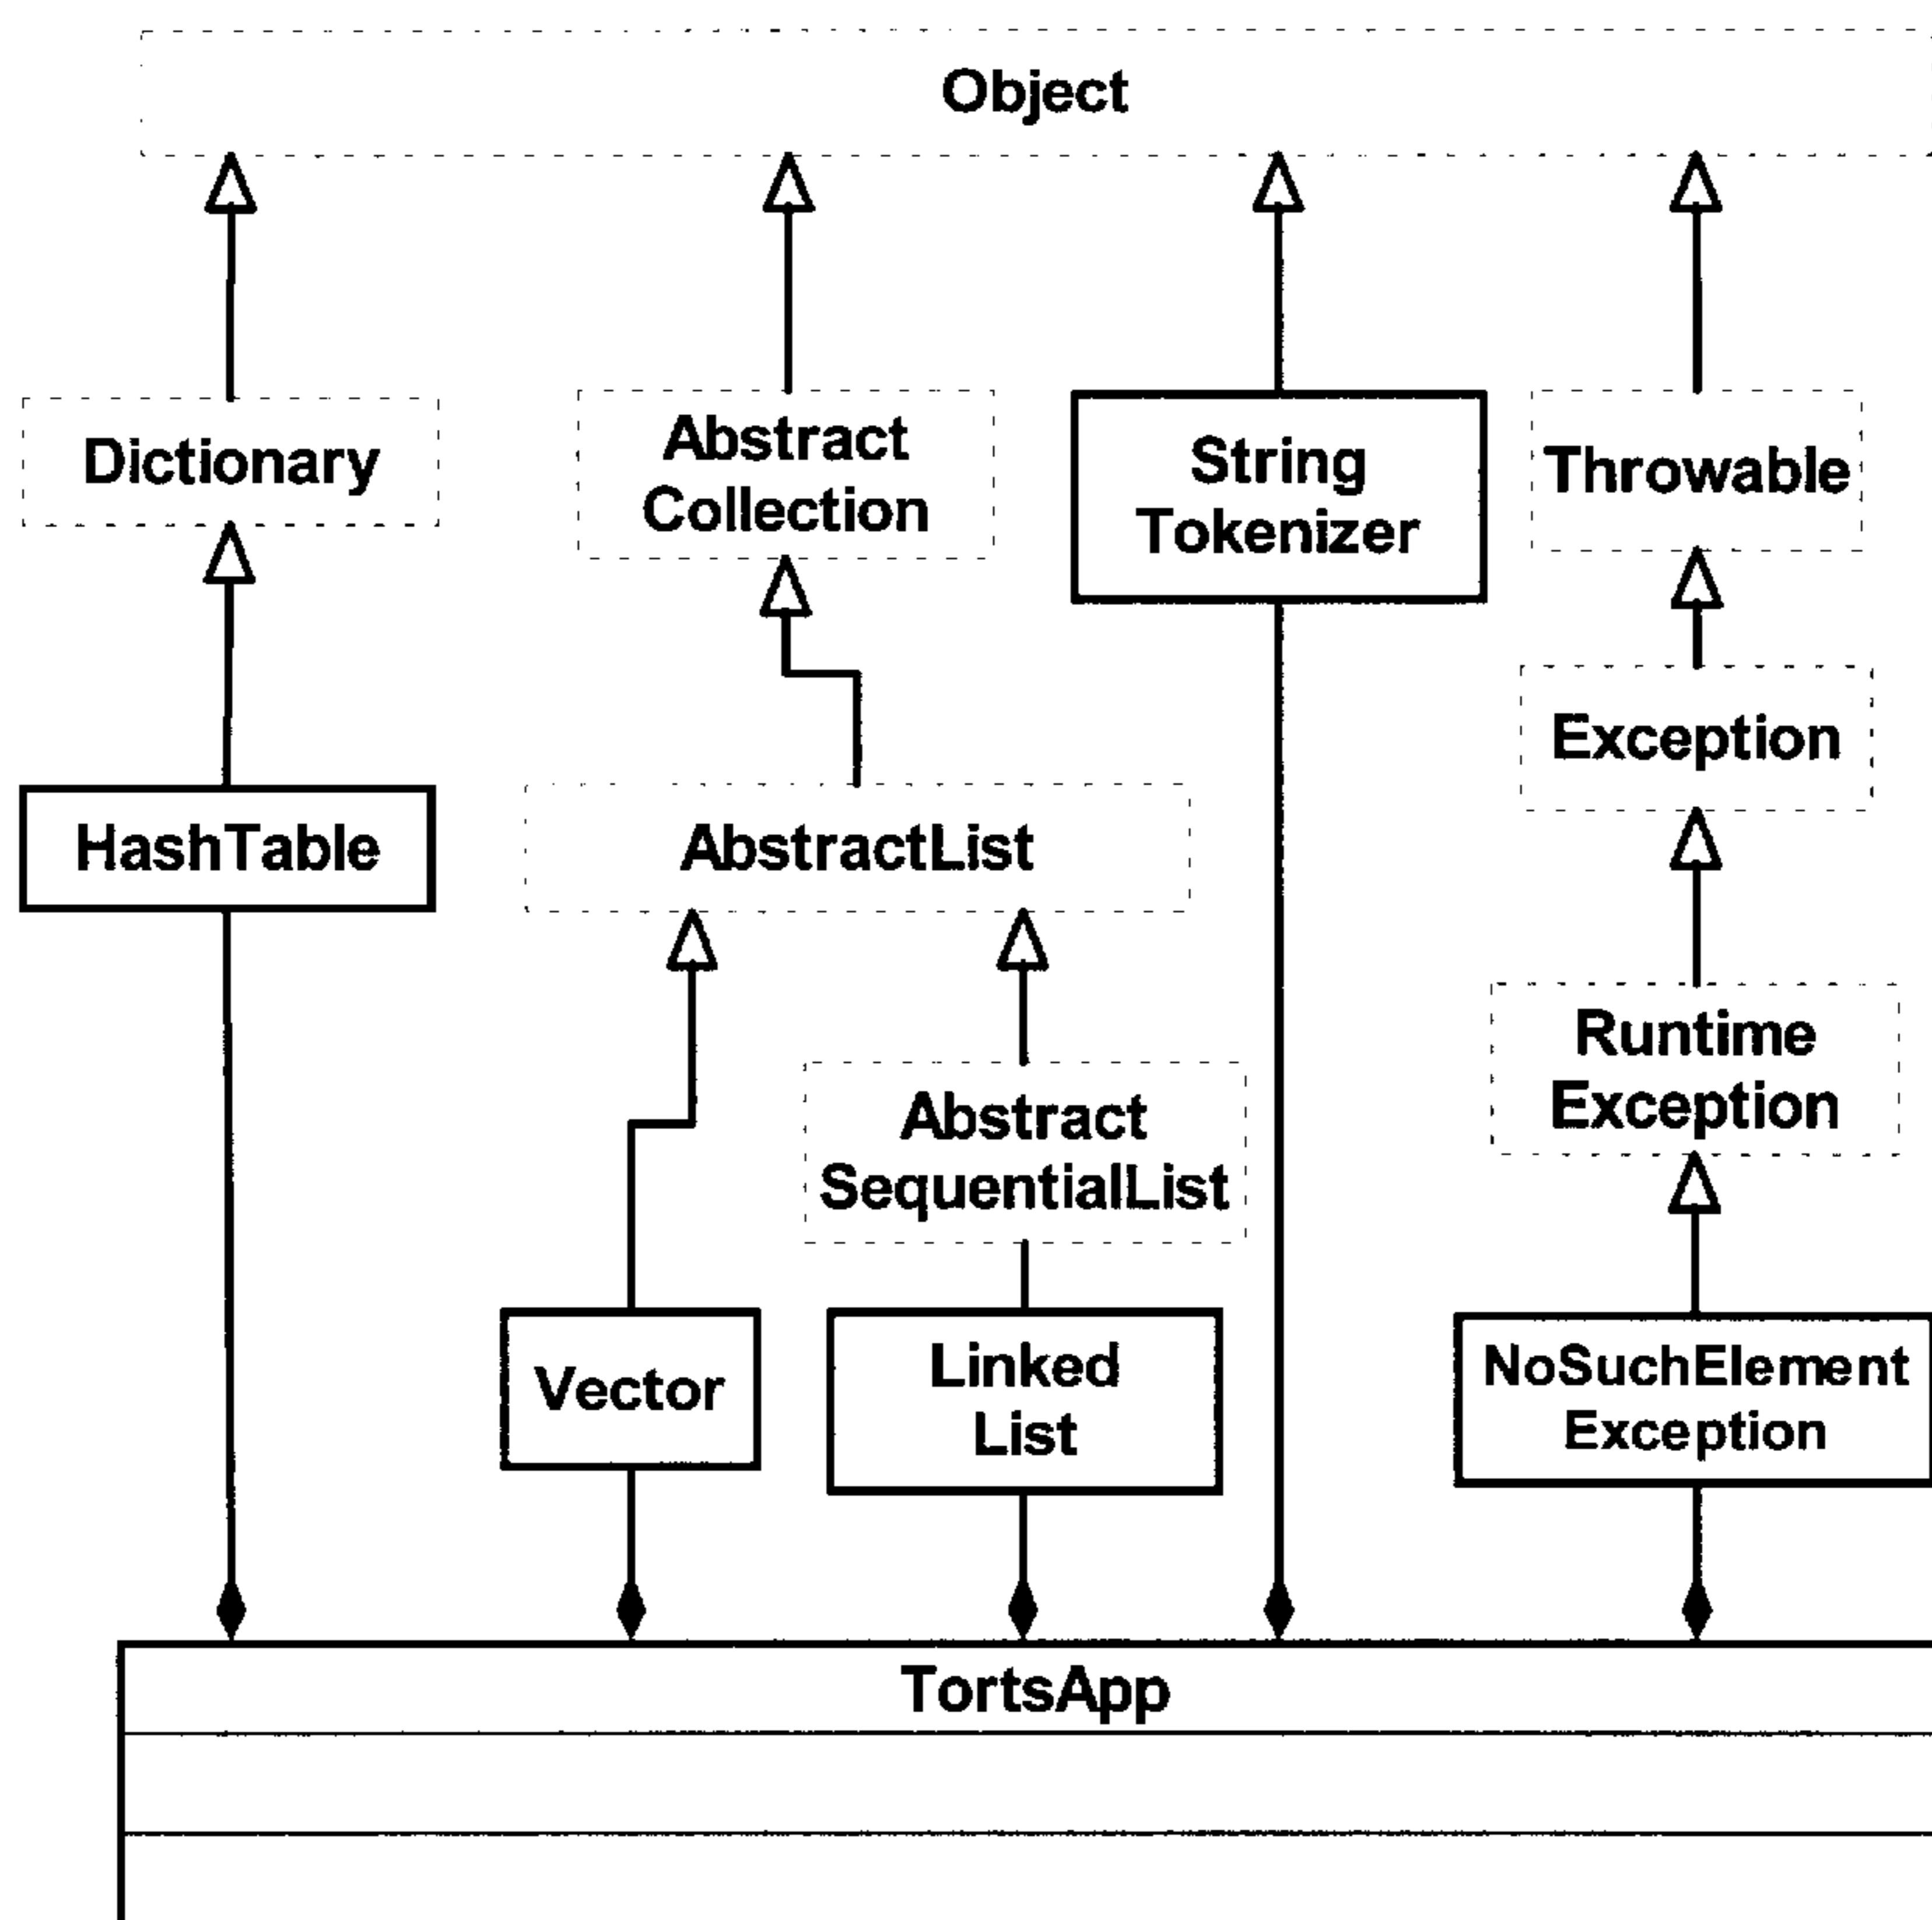 Object
Dictionary
Abstract
Collection
String
Tokenizer
Throwable
Exception
HashTable
AbstractList
Runtime
Exception
Abstract
SequentialList
Vector
Linked
List
NoSuchElement
Exception
TortsApp